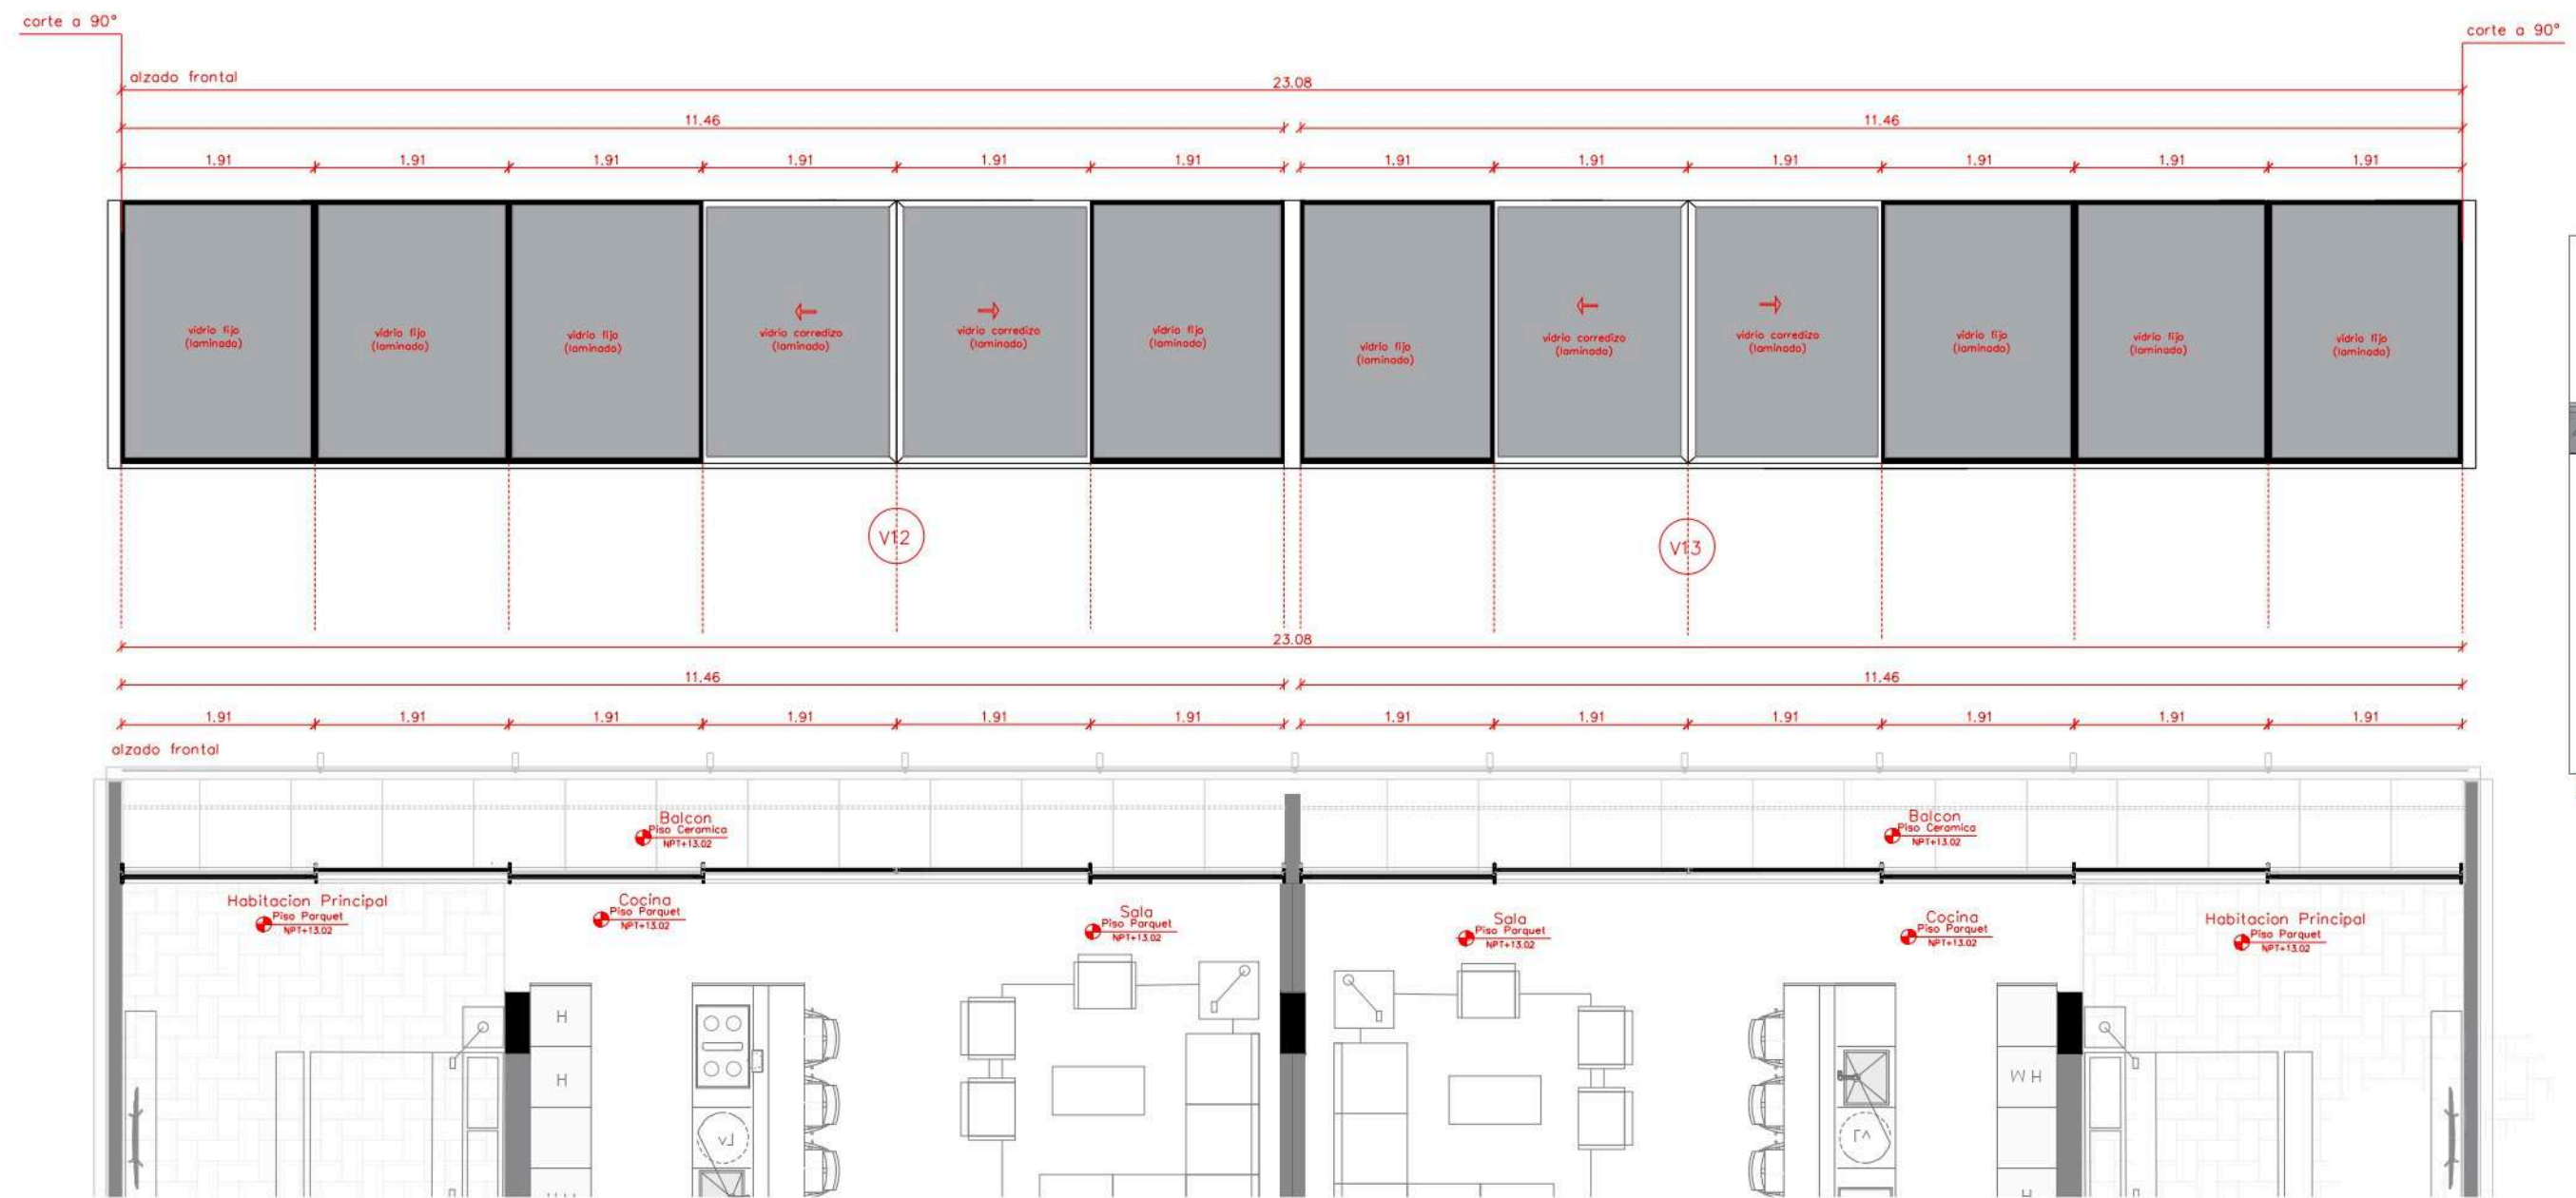 corte a 90°
corte a 90°
alzado frontal
23.08
11.46
11.46
1.91
1.91
1.91
1.91
1.91
1.91
1.91
1.91
1.91
1.91
1.91
1.91
vidrio fijo
(laminado)
vidrio fijo
(laminado)
vidrio fijo
(laminado)
vidrio corredizo
(laminado)
vidrio corredizo
(laminado)
vidrio fijo
(laminado)
vidrio fijo
(laminado)
vidrio corredizo
(laminado)
vidrio corredizo
(laminado)
vidrio fijo
(laminado)
vidrio fijo
(laminado)
vidrio fijo
(laminado)
V12
V13
23.08
11.46
11.46
1.91
1.91
1.91
1.91
1.91
1.91
1.91
1.91
1.91
1.91
1.91
1.91
alzado frontal
Balcon
Piso Ceramica
NPT+13.02
Balcon
Piso Ceramica
NPT+13.02
Habitacion Principal
Piso Parquet
NPT+13.02
Cocina
Piso Parquet
NPT+13.02
Sala
Piso Parquet
NPT+13.02
Sala
Piso Parquet
NPT+13.02
Cocina
Piso Parquet
NPT+13.02
Habitacion Principal
Piso Parquet
NPT+13.02
H
H